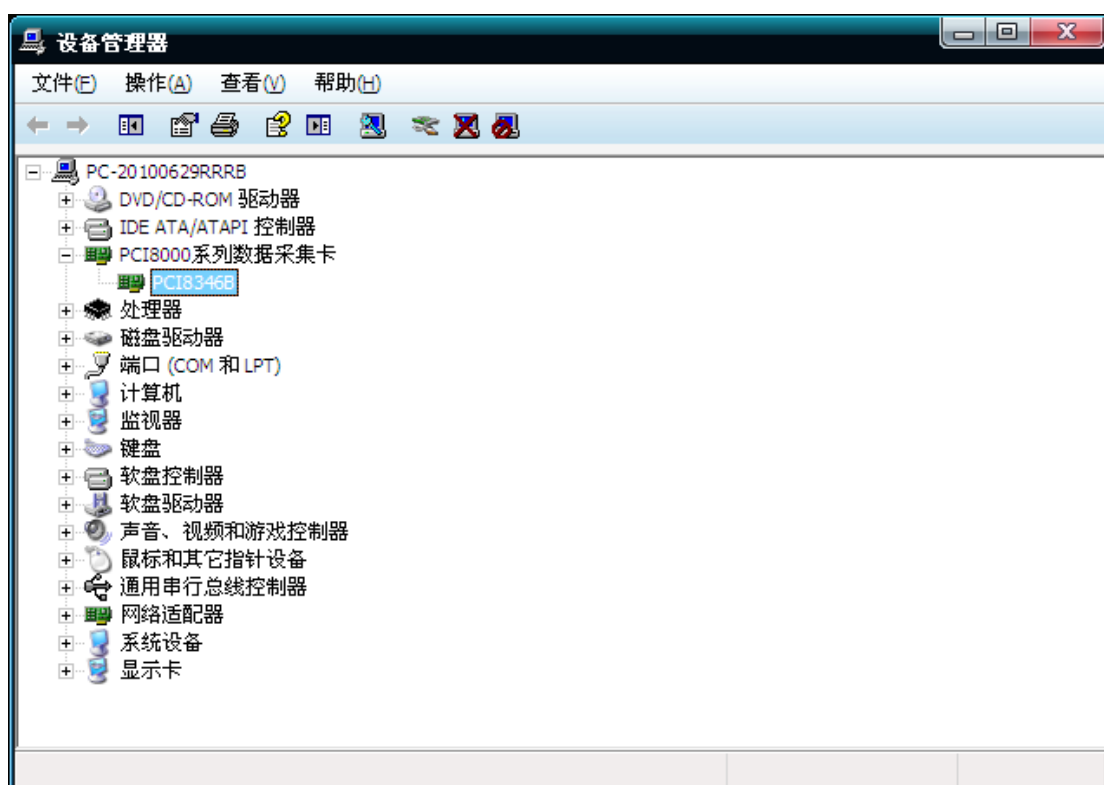 设备管理器
文件(F) 操作(A) 查看(V) 帮助(H)
PC-20100629RRRB
DVD/CD-ROM 驱动器
IDE ATA/ATAPI 控制器
PCI8000系列数据采集卡
PCI8346B
处理器
磁盘驱动器
端口 (COM 和 LPT)
计算机
监视器
键盘
软盘控制器
软盘驱动器
声音、视频和游戏控制器
鼠标和其它指针设备
通用串行总线控制器
网络适配器
系统设备
显示卡